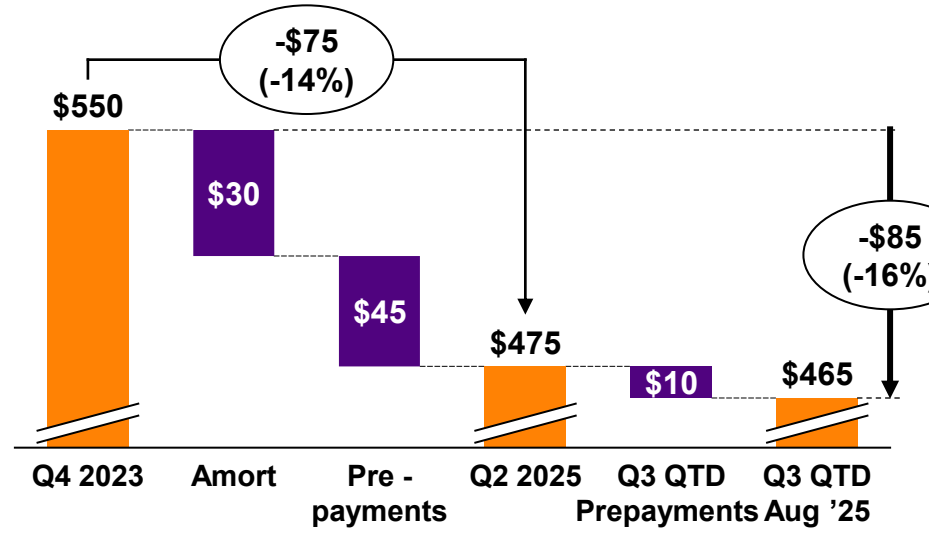 -$75
(-14%)
$550
$30
$45
$475
$10
$465
-$85
(-16%)
Q4 2023
Amort
Pre -
payments
Q2 2025
Q3 QTD
Prepayments
Q3 QTD
Aug ’25